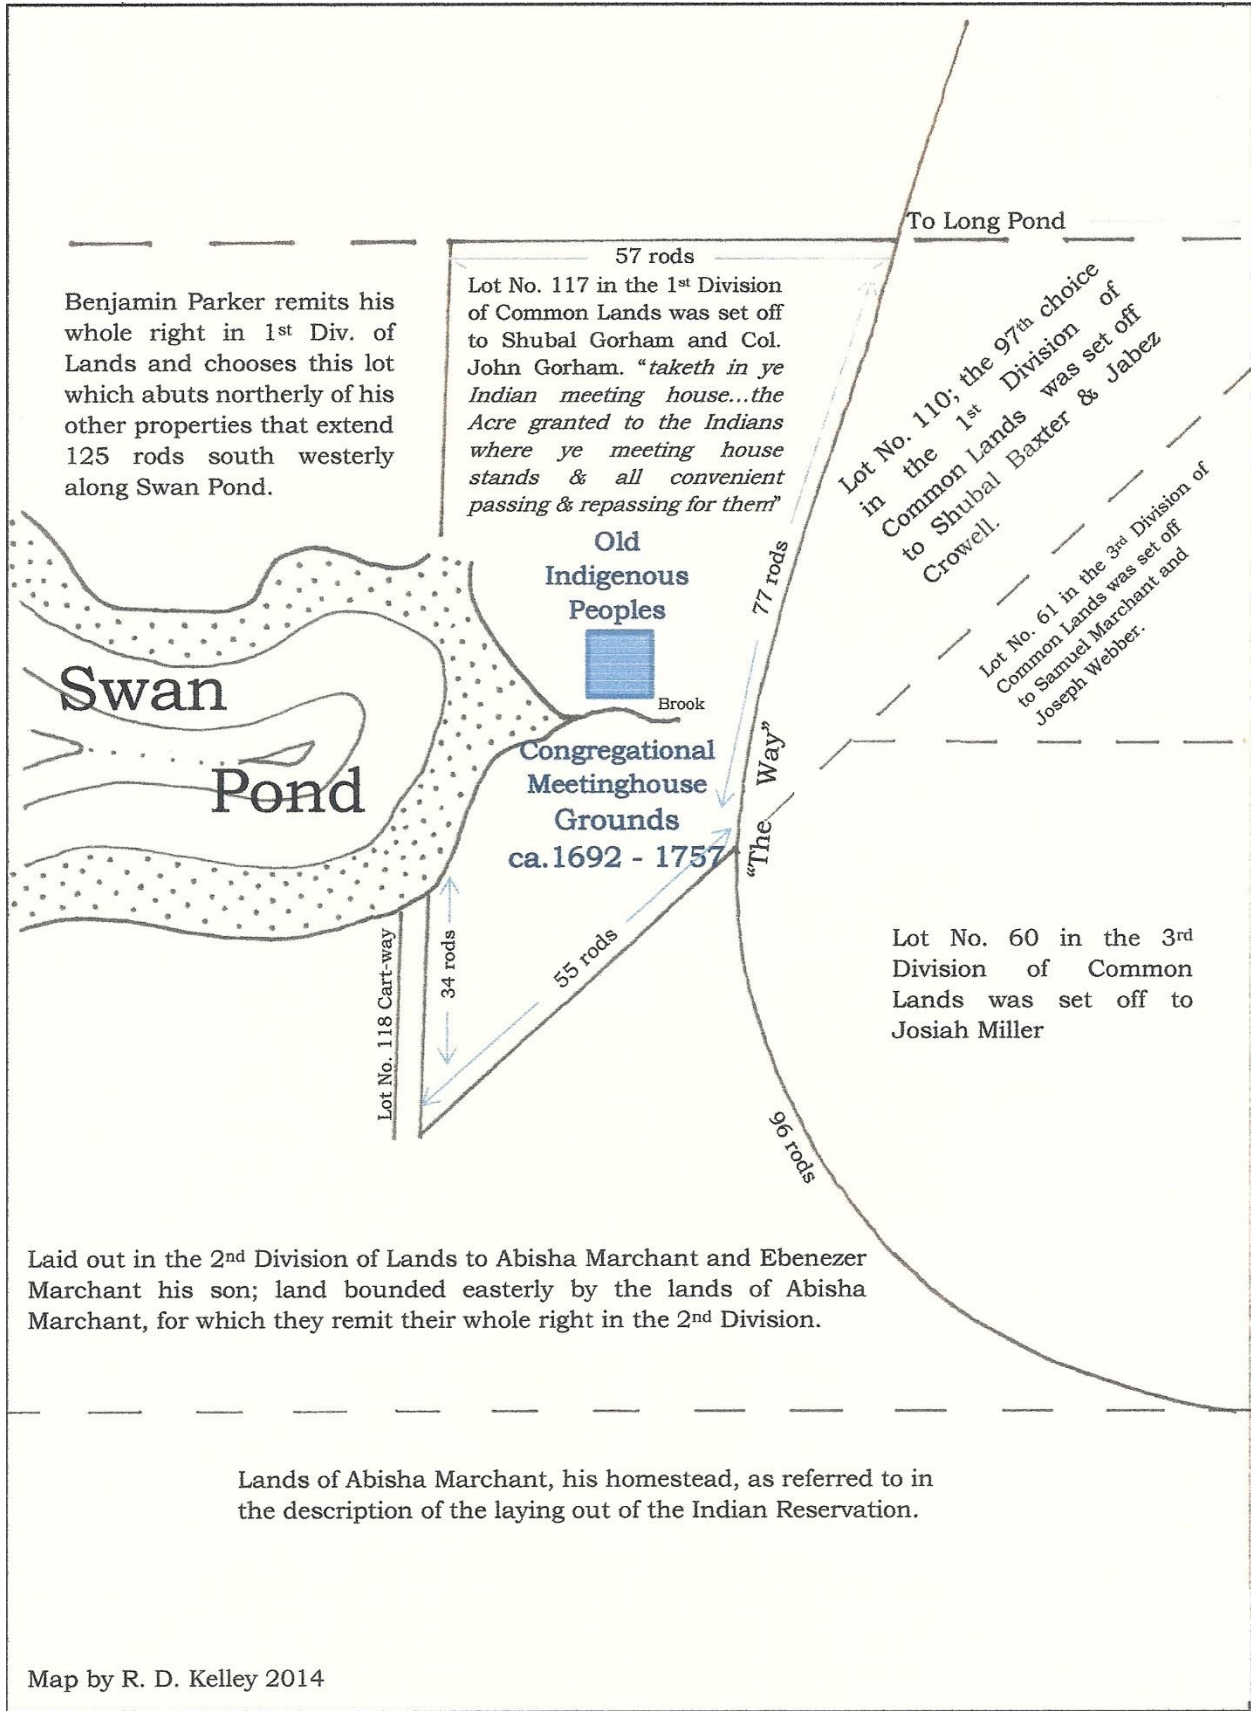 To Long Pond
57 rods
Benjamin Parker remits his
whole right in 1st Div. of
Lands and chooses this lot
which abuts northerly of his
other properties that extend
125 rods south westerly
along Swan Pond.
Lot No. 117 in the 1st Division
of Common Lands was set off
to Shubal Gorham and Col.
John Gorham. "taketh in ye
Indian meeting house...the
Acre granted to the Indians
where ye meeting house
stands & all convenient
passing & repassing for them"
Lot No. 110; the 97th choice
in the 1st Division of
Common Lands was set off
to Shubal Baxter & Jabez
Crowell.
Lot No. 61 in the 3rd Division of
Common Lands was set off
to Samuel Marchant and
Joseph Webber.
77 rods
Old
Indigenous
Peoples
Brook
Swan
Pond
Congregational
Meetinghouse
Grounds
ca.1692 - 1757
"The Way"
Lot No. 118 Cart-way
34 rods
55 rods
Lot No. 60 in the 3rd
Division of Common
Lands was set off to
Josiah Miller
96 rods
Laid out in the 2nd Division of Lands to Abisha Marchant and Ebenezer
Marchant his son; land bounded easterly by the lands of Abisha
Marchant, for which they remit their whole right in the 2nd Division.
Lands of Abisha Marchant, his homestead, as referred to in
the description of the laying out of the Indian Reservation.
Map by R. D. Kelley 2014